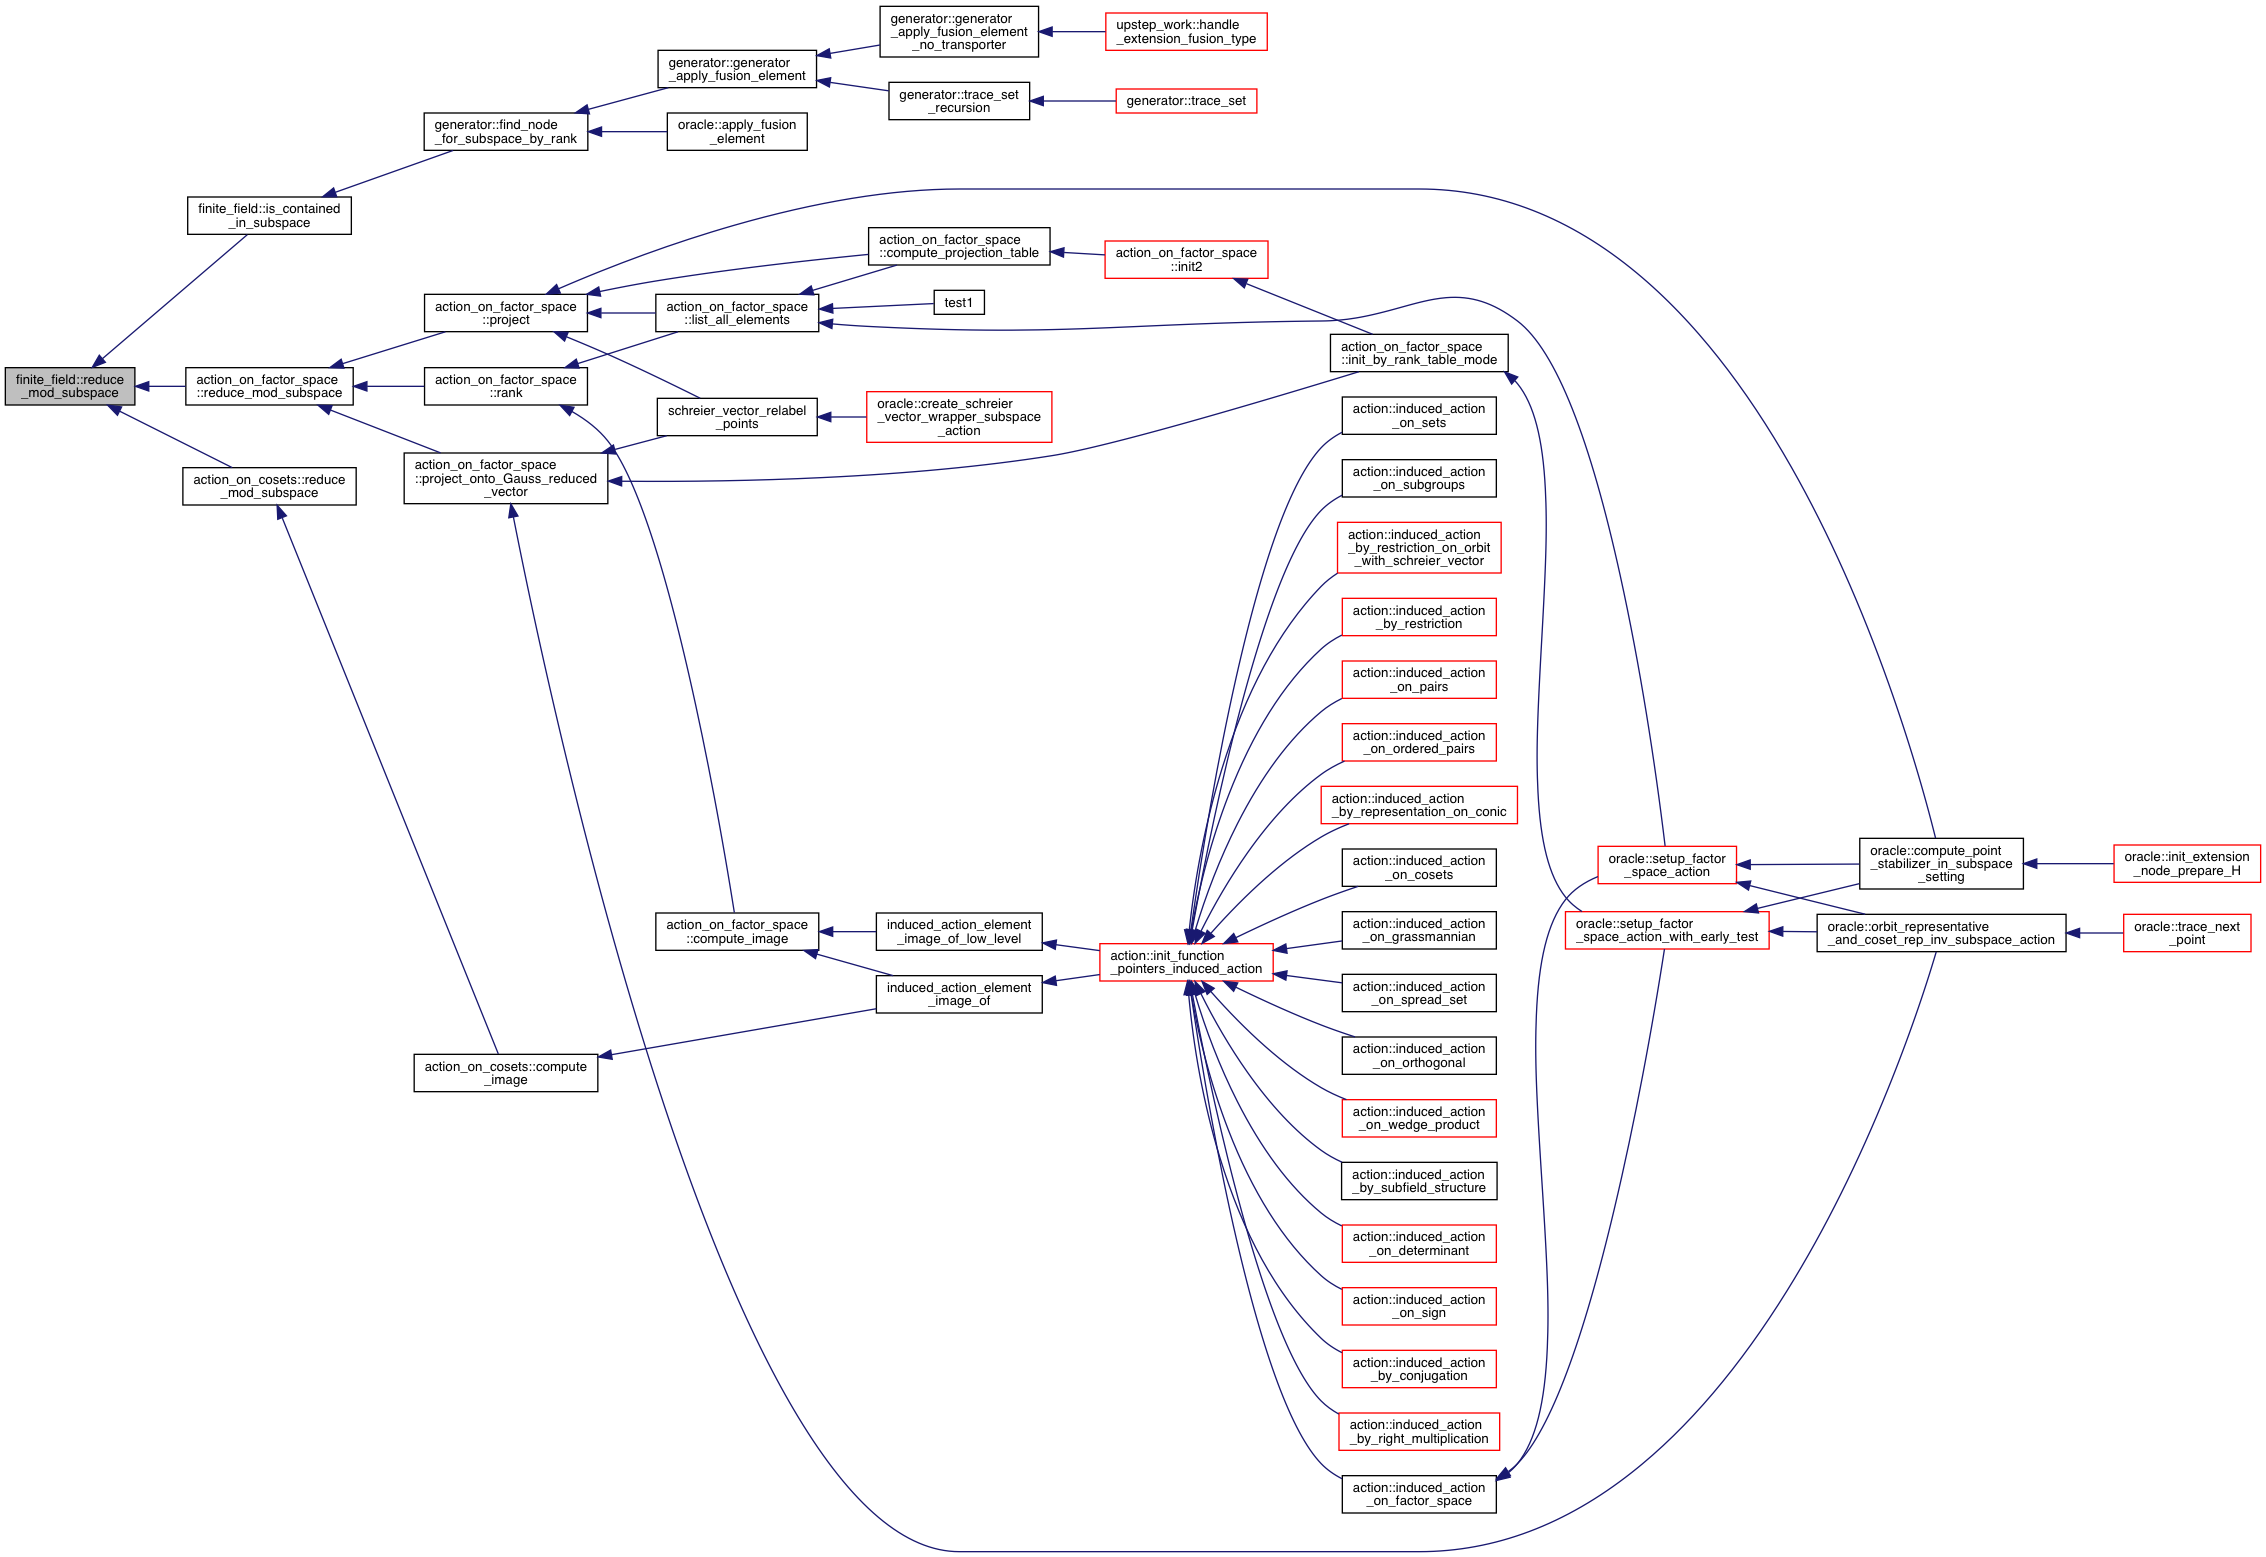 finite_field::reduce
_mod_subspace
finite_field::is_contained
_in_subspace
action_on_factor_space
::reduce_mod_subspace
action_on_cosets::reduce
_mod_subspace
generator::find_node
_for_subspace_by_rank
action_on_factor_space
::project
action_on_factor_space
::rank
action_on_factor_space
::project_onto_Gauss_reduced
_vector
action_on_cosets::compute
_image
generator::generator
_apply_fusion_element
oracle::apply_fusion
_element
action_on_factor_space
::list_all_elements
schreier_vector_relabel
_points
action_on_factor_space
::compute_image
generator::generator
_apply_fusion_element
_no_transporter
generator::trace_set
_recursion
action_on_factor_space
::compute_projection_table
test1
oracle::create_schreier
_vector_wrapper_subspace
_action
induced_action_element
_image_of_low_level
induced_action_element
_image_of
upstep_work::handle
_extension_fusion_type
generator::trace_set
action_on_factor_space
::init2
action::init_function
_pointers_induced_action
action_on_factor_space
::init_by_rank_table_mode
action::induced_action
_on_sets
action::induced_action
_on_subgroups
action::induced_action
_by_restriction_on_orbit
_with_schreier_vector
action::induced_action
_by_restriction
action::induced_action
_on_pairs
action::induced_action
_on_ordered_pairs
action::induced_action
_by_representation_on_conic
action::induced_action
_on_cosets
action::induced_action
_on_grassmannian
action::induced_action
_on_spread_set
action::induced_action
_on_orthogonal
action::induced_action
_on_wedge_product
action::induced_action
_by_subfield_structure
action::induced_action
_on_determinant
action::induced_action
_on_sign
action::induced_action
_by_conjugation
action::induced_action
_by_right_multiplication
action::induced_action
_on_factor_space
oracle::setup_factor
_space_action
oracle::setup_factor
_space_action_with_early_test
oracle::compute_point
_stabilizer_in_subspace
_setting
oracle::orbit_representative
_and_coset_rep_inv_subspace_action
oracle::init_extension
_node_prepare_H
oracle::trace_next
_point